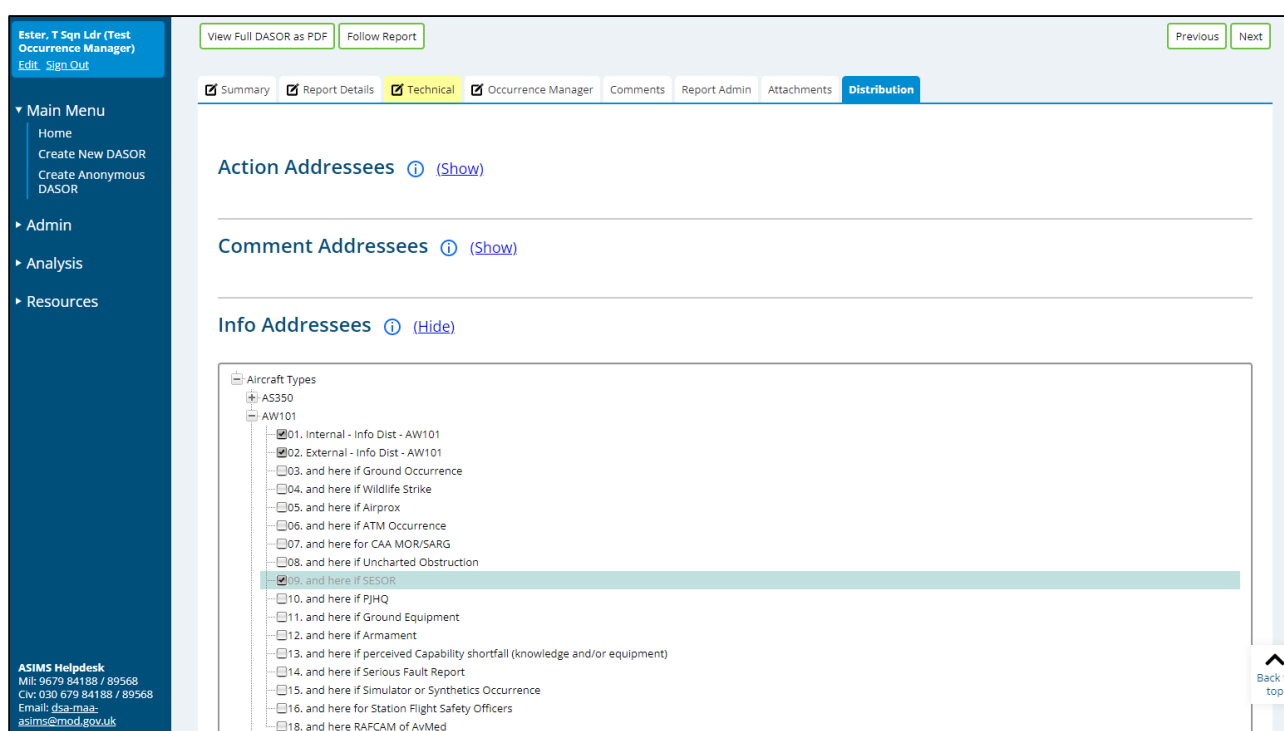 Ester, T Sqn Ldr (Test
Occurrence Manager)
Edit Sign Out
Main Menu
Home
Create New DASOR
Create Anonymous
DASOR
Admin
Analysis
Resources
ASIMS Helpdesk
Mil: 9679 84188 / 89568
Civ: 030 679 84188 / 89568
Email: dsa-maa-
asims@mod.gov.uk
View Full DASOR as PDF Follow Report Previous Next
Summary Report Details Technical Occurrence Manager Comments Report Admin Attachments Distribution
Action Addressees (Show)
Comment Addressees (Show)
Info Addressees (Hide)
Aircraft Types
AS350
AW101
01. Internal - Info Dist - AW101
02. External - Info Dist - AW101
03. and here if Ground Occurrence
04. and here if Wildlife Strike
05. and here if Airprox
06. and here if ATM Occurrence
07. and here for CAA MOR/SARG
08. and here if Uncharted Obstruction
09. and here if SESOR
10. and here if PJHQ
11. and here if Ground Equipment
12. and here if Armament
13. and here if perceived Capability shortfall (knowledge and/or equipment)
14. and here if Serious Fault Report
15. and here if Simulator or Synthetics Occurrence
16. and here for Station Flight Safety Officers
18. and here RAFCAM of AvMed
Back
top